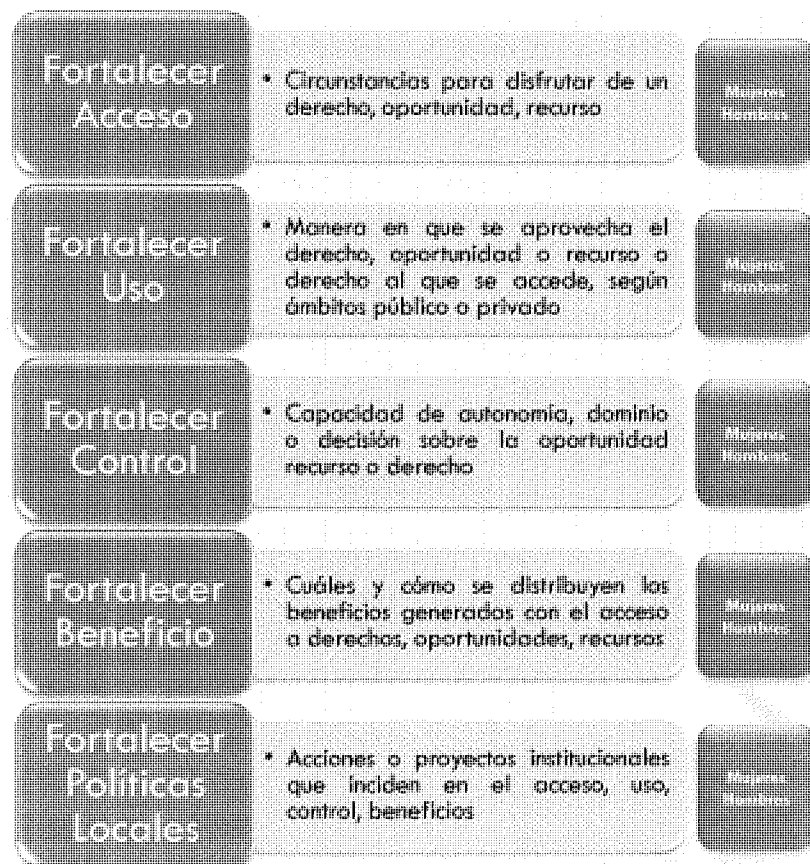 Fortalecer
Acceso
• Circunstancias para disfrutar de un
derecho, oportunidad, recurso
Mujeres
Hombres
Fortalecer
Uso
• Manera en que se aprovecha el
derecho, oportunidad o recurso o
derecho al que se accede, según
ámbitos público o privado
Mujeres
Hombres
Fortalecer
Control
• Capacidad de autonomía, dominio
o decisión sobre la oportunidad
recurso o derecho
Mujeres
Hombres
Fortalecer
Beneficio
• Cuáles y cómo se distribuyen los
beneficios generados con el acceso
a derechos, oportunidades, recursos
Mujeres
Hombres
Fortalecer
Políticas
Locales
• Acciones o proyectos institucionales
que inciden en el acceso, uso,
control, beneficios
Mujeres
Hombres